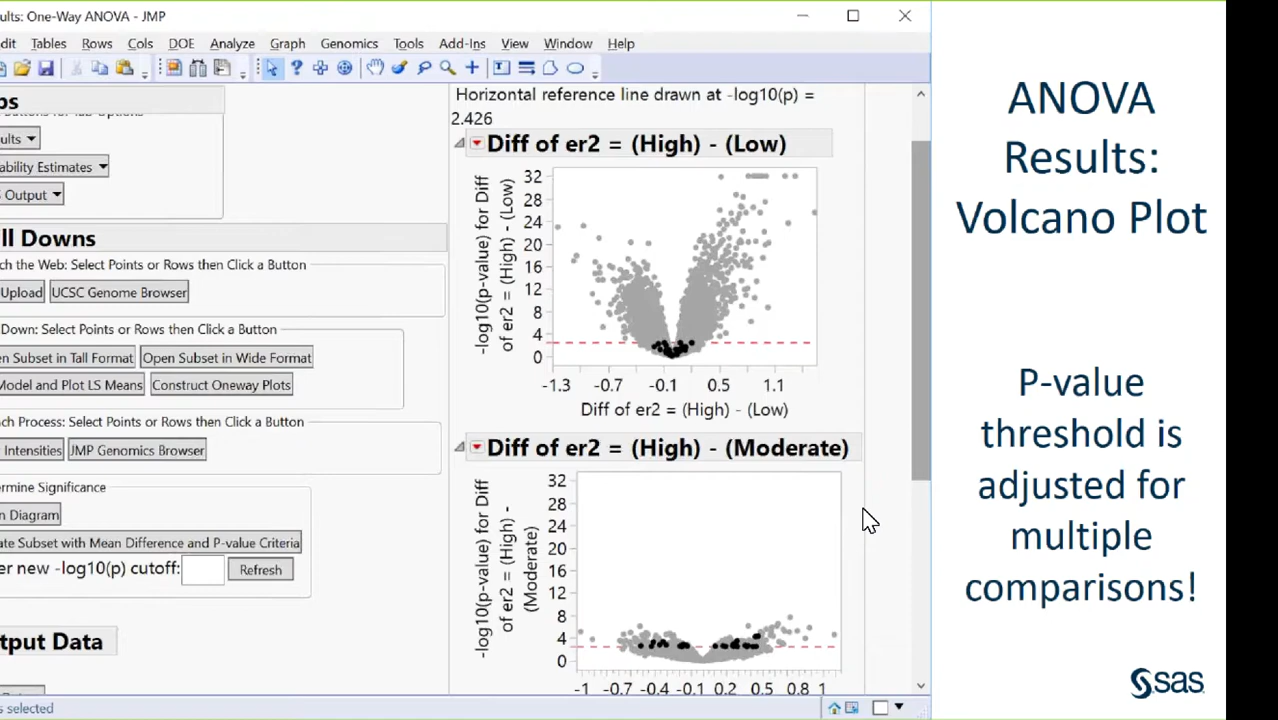 ults: One-Way ANOVA - JMP
dit Tables Rows Cols DOE Analyze Graph Genomics Tools Add-Ins View Window Help
ps
Horizontal reference line drawn at -log10(p) =
2.426
ults
ability Estimates
S Output
ll Downs
ch the Web: Select Points or Rows then Click a Button
Upload UCSC Genome Browser
Down: Select Points or Rows then Click a Button
en Subset in Tall Format Open Subset in Wide Format
Model and Plot LS Means Construct Oneway Plots
ch Process: Select Points or Rows then Click a Button
Intensities JMP Genomics Browser
rmine Significance
n Diagram
ate Subset with Mean Difference and P-value Criteria
er new -log10(p) cutoff: Refresh
tput Data
s selected
Diff of er2 = (High) - (Low)
-log10(p-value) for Diff
of er2 = (High) - (Low)
32
28
24
20
16
12
8
4
0
-1.3 -0.7 -0.1 0.5 1.1
Diff of er2 = (High) - (Low)
Diff of er2 = (High) - (Moderate)
-log10(p-value) for Diff
of er2 = (High) -
(Moderate)
32
28
24
20
16
12
8
4
0
-1 -0.7 -0.4 -0.1 0.2 0.5 0.8 1
ANOVA
Results:
Volcano Plot
P-value
threshold is
adjusted for
multiple
comparisons!
sas